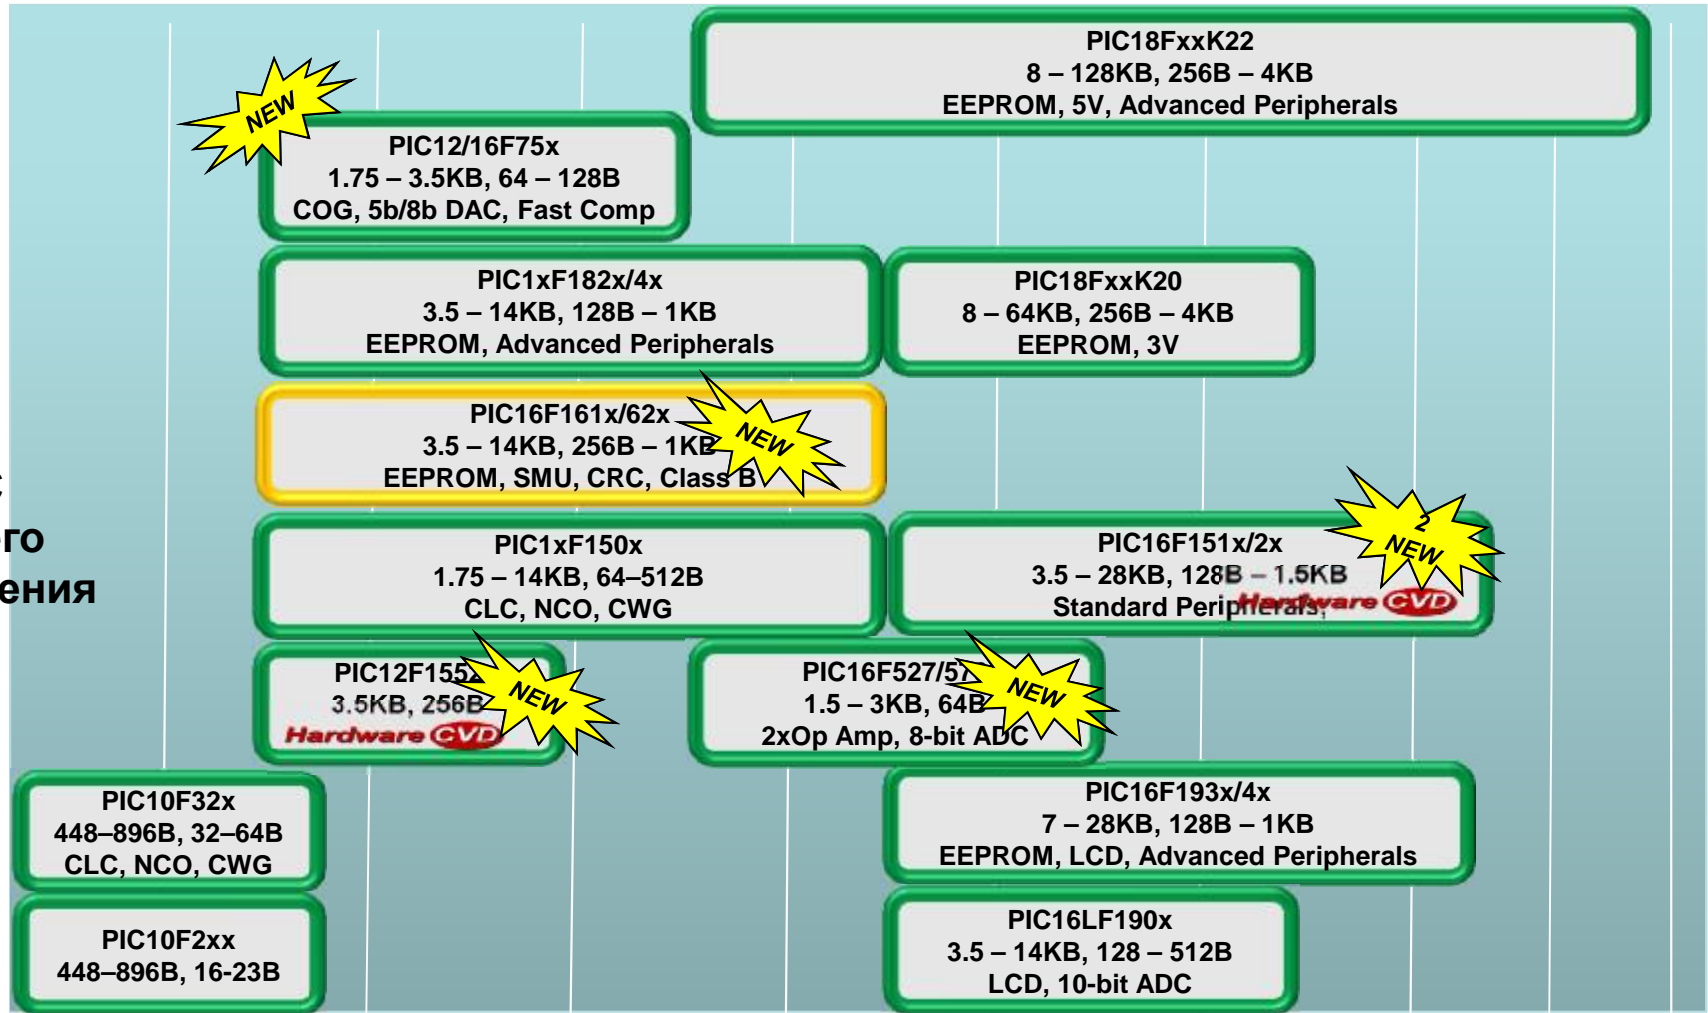 PIC18FxxK22
8 – 128KB, 256B – 4KB
EEPROM, 5V, Advanced Peripherals
NEW
PIC12/16F75x
1.75 – 3.5KB, 64 – 128B
COG, 5b/8b DAC, Fast Comp
PIC1xF182x/4x
3.5 – 14KB, 128B – 1KB
EEPROM, Advanced Peripherals
PIC18FxxK20
8 – 64KB, 256B – 4KB
EEPROM, 3V
PIC16F161x/62x
3.5 – 14KB, 256B – 1KB
EEPROM, SMU, CRC, Class B
NEW
PIC1xF150x
1.75 – 14KB, 64–512B
CLC, NCO, CWG
PIC16F151x/2x
3.5 – 28KB, 128B – 1.5KB
Standard Peripherals,
Hardware CVD
2
NEW
PIC12F1552
3.5KB, 256B
Hardware CVD
NEW
PIC16F527/57
1.5 – 3KB, 64B
2xOp Amp, 8-bit ADC
NEW
PIC10F32x
448–896B, 32–64B
CLC, NCO, CWG
PIC16F193x/4x
7 – 28KB, 128B – 1KB
EEPROM, LCD, Advanced Peripherals
PIC10F2xx
448–896B, 16-23B
PIC16LF190x
3.5 – 14KB, 128 – 512B
LCD, 10-bit ADC